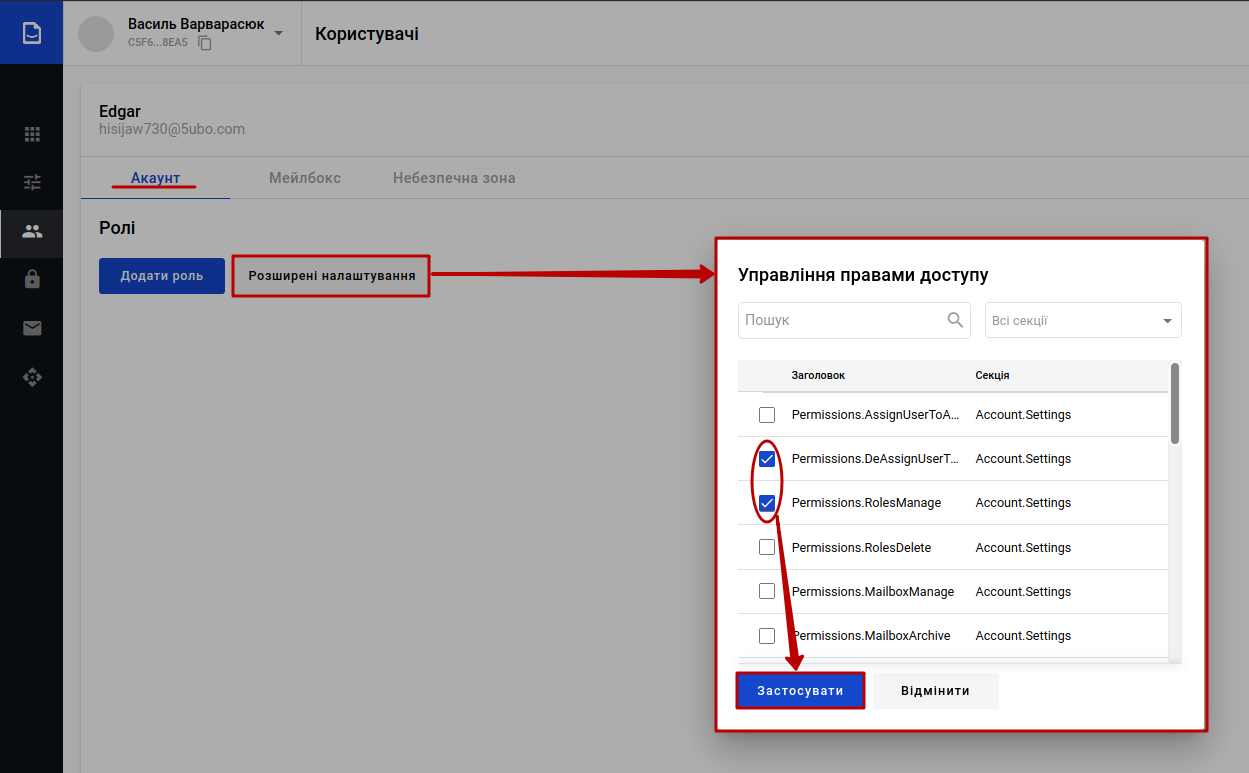 Василь Варварасюк
C5F6...8EA5
Користувачі
Edgar
hisijaw730@5ubo.com
Акаунт Мейлбокс Небезпечна зона
Ролі
Додати роль Розширені налаштування
Управління правами доступу
Пошук Всі секції
Заголовок Секція
Permissions.AssignUserToA... Account.Settings
Permissions.DeAssignUserT... Account.Settings
Permissions.RolesManage Account.Settings
Permissions.RolesDelete Account.Settings
Permissions.MailboxManage Account.Settings
Permissions.MailboxArchive Account.Settings
Застосувати Відмінити